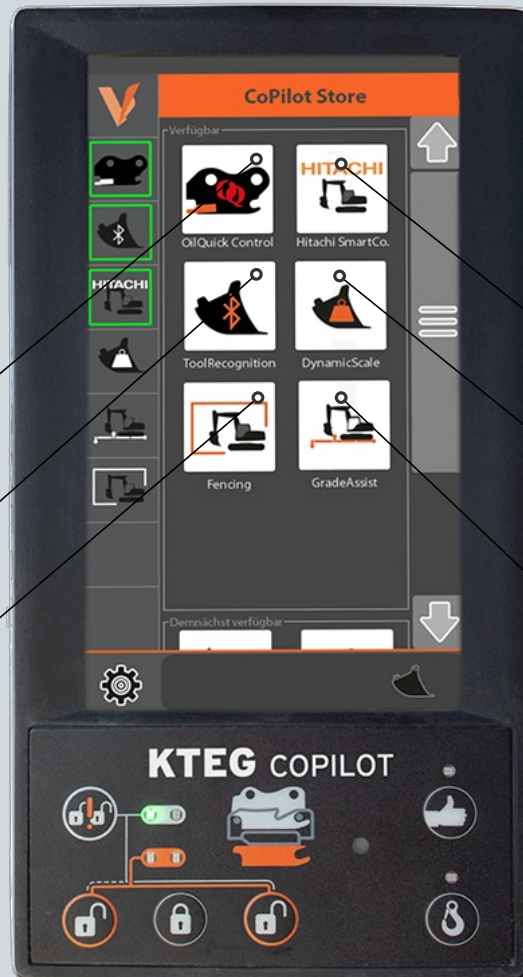 CoPilot Store
Verfügbar
OilQuick Control
HITACHI
Hitachi SmartCo.
HITACHI
ToolRecognition
DynamicScale
Fencing
GradeAssist
Demnächst verfügbar
KTEG COPILOT